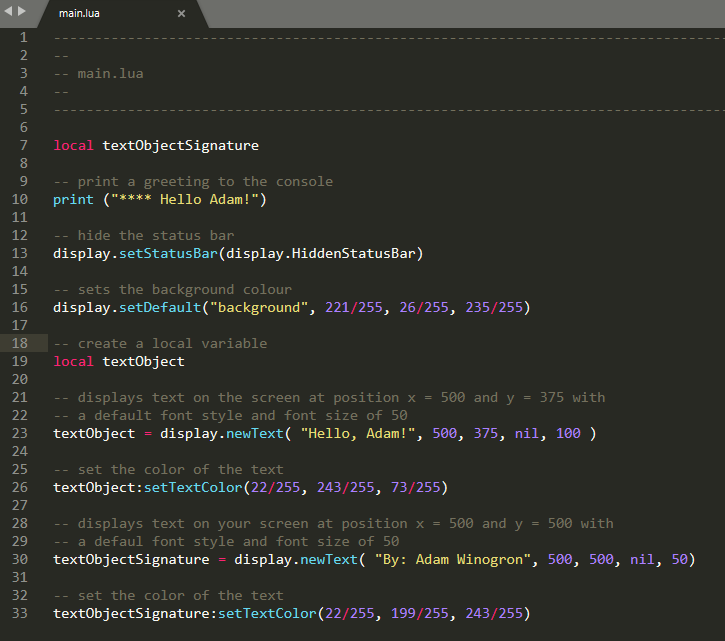 main.lua ×
1 --------------------------------------------------------------------------------
2 --
3 -- main.lua
4 --
5 --------------------------------------------------------------------------------
6
7 local textObjectSignature
8
9 -- print a greeting to the console
10 print ("**** Hello Adam!")
11
12 -- hide the status bar
13 display.setStatusBar(display.HiddenStatusBar)
14
15 -- sets the background colour
16 display.setDefault("background", 221/255, 26/255, 235/255)
17
18 -- create a local variable
19 local textObject
20
21 -- displays text on the screen at position x = 500 and y = 375 with
22 -- a default font style and font size of 50
23 textObject = display.newText( "Hello, Adam!", 500, 375, nil, 100 )
24
25 -- set the color of the text
26 textObject:setTextColor(22/255, 243/255, 73/255)
27
28 -- displays text on your screen at position x = 500 and y = 500 with
29 -- a defaul font style and font size of 50
30 textObjectSignature = display.newText( "By: Adam Winogron", 500, 500, nil, 50)
31
32 -- set the color of the text
33 textObjectSignature:setTextColor(22/255, 199/255, 243/255)